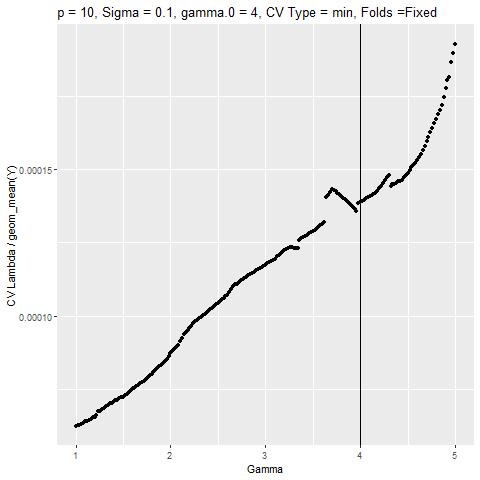 p = 10, Sigma = 0.1, gamma.0 = 4, CV Type = min, Folds =Fixed
CV Lambda / geom_mean(Y)
0.00015
0.00010
1
2
3
4
5
Gamma